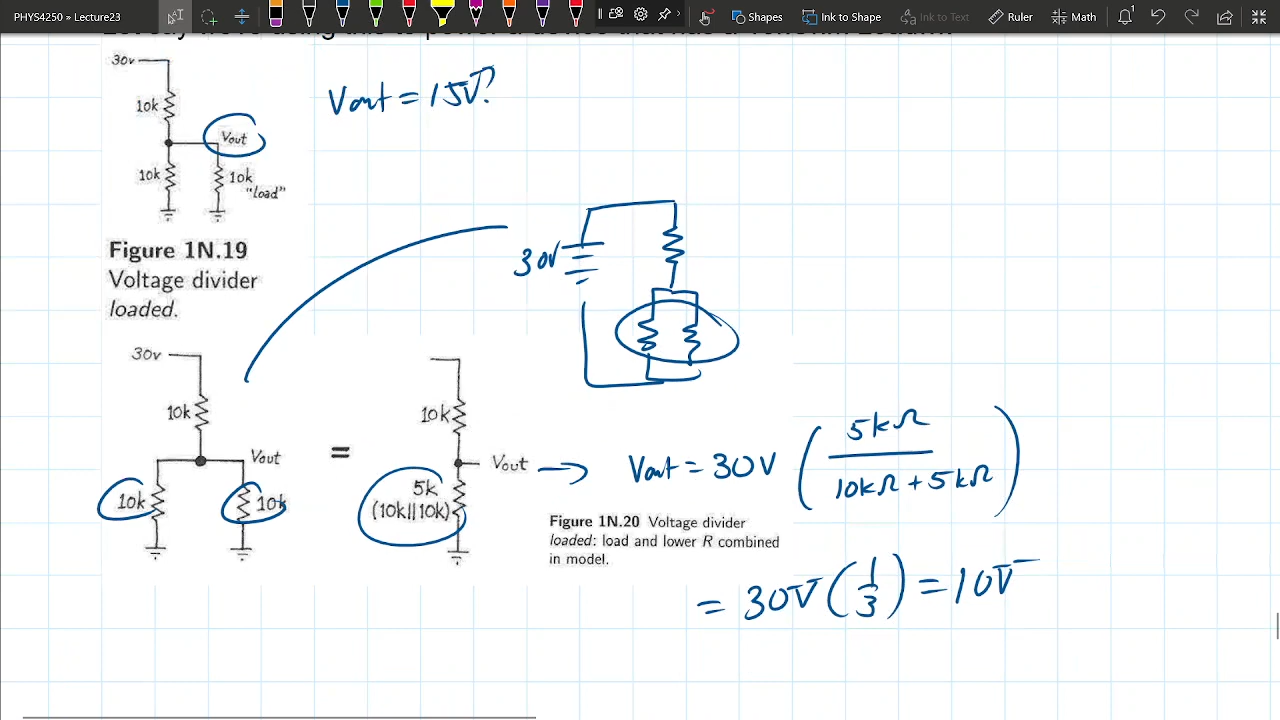 PHYS4250 » Lecture23
Shapes
Ink to Shape
Ink to Text
Ruler
Math
30v
10k
Vout
10k
10k
"load"
Vout = 15V?
Figure 1N.19
Voltage divider
loaded.
30V
30v
10k
Vout
10k
10k
=
10k
Vout
5k
(10k||10k)
Vout = 30V ( 5kΩ / 10kΩ + 5kΩ )
Figure 1N.20 Voltage divider
loaded: load and lower R combined
in model.
= 30V ( 1/3 ) = 10V